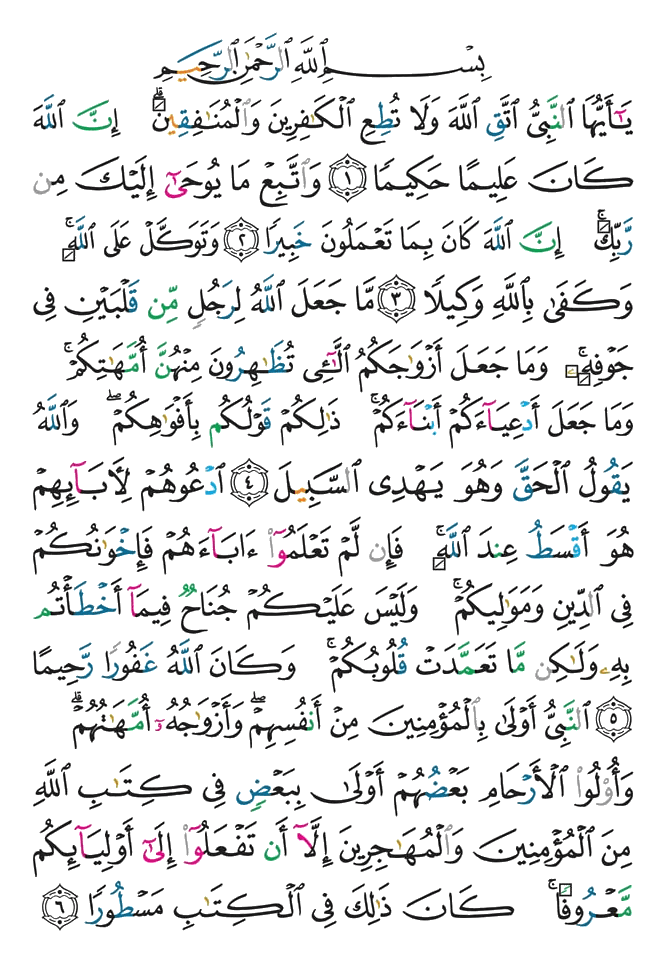 بِسْمِ ٱللَّهِ ٱلرَّحْمَٰنِ ٱلرَّحِيمِ
يَـٰٓأَيُّهَا ٱلنَّبِىُّ ٱتَّقِ ٱللَّهَ وَلَا تُطِعِ ٱلْكَـٰفِرِينَ وَٱلْمُنَـٰفِقِينَ ۗ إِنَّ ٱللَّهَ
كَانَ عَلِيمًا حَكِيمًا ١ وَٱتَّبِعْ مَا يُوحَىٰٓ إِلَيْكَ مِن
رَّبِّكَ ۚ إِنَّ ٱللَّهَ كَانَ بِمَا تَعْمَلُونَ خَبِيرًا ٢ وَتَوَكَّلْ عَلَى ٱللَّهِ ۚ
وَكَفَىٰ بِٱللَّهِ وَكِيلًا ٣ مَّا جَعَلَ ٱللَّهُ لِرَجُلٍ مِّن قَلْبَيْنِ فِى
جَوْفِهِۦ ۚ وَمَا جَعَلَ أَزْوَٰجَكُمُ ٱلَّـٰٓـِٔى تُظَـٰهِرُونَ مِنْهُنَّ أُمَّهَـٰتِكُمْ ۚ
وَمَا جَعَلَ أَدْعِيَآءَكُمْ أَبْنَآءَكُمْ ۚ ذَٰلِكُمْ قَوْلُكُم بِأَفْوَٰهِكُمْ ۖ وَٱللَّهُ
يَقُولُ ٱلْحَقَّ وَهُوَ يَهْدِى ٱلسَّبِيلَ ٤ ٱدْعُوهُمْ لِـَٔابَآئِهِمْ
هُوَ أَقْسَطُ عِندَ ٱللَّهِ ۚ فَإِن لَّمْ تَعْلَمُوٓا۟ ءَابَآءَهُمْ فَإِخْوَٰنُكُمْ
فِى ٱلدِّينِ وَمَوَٰلِيكُمْ ۚ وَلَيْسَ عَلَيْكُمْ جُنَاحٌ فِيمَآ أَخْطَأْتُم
بِهِۦ وَلَـٰكِن مَّا تَعَمَّدَتْ قُلُوبُكُمْ ۚ وَكَانَ ٱللَّهُ غَفُورًا رَّحِيمًا
٥ ٱلنَّبِىُّ أَوْلَىٰ بِٱلْمُؤْمِنِينَ مِنْ أَنفُسِهِمْ ۖ وَأَزْوَٰجُهُۥٓ أُمَّهَـٰتُهُمْ ۗ
وَأُو۟لُوا۟ ٱلْأَرْحَامِ بَعْضُهُمْ أَوْلَىٰ بِبَعْضٍ فِى كِتَـٰبِ ٱللَّهِ
مِنَ ٱلْمُؤْمِنِينَ وَٱلْمُهَـٰجِرِينَ إِلَّآ أَن تَفْعَلُوٓا۟ إِلَىٰٓ أَوْلِيَآئِكُم
مَّعْرُوفًا ۚ كَانَ ذَٰلِكَ فِى ٱلْكِتَـٰبِ مَسْطُورًا ٦